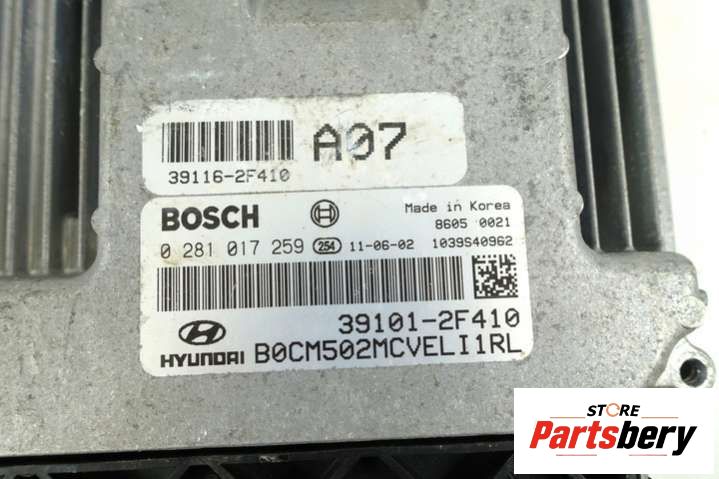 A07
39116-2F410
BOSCH
Made in Korea
8605 0021
0 281 017 259 254 11-06-02 1039S40962
39101-2F410
HYUNDAI B0CM502MCVELI1RL
STORE
Partsbery